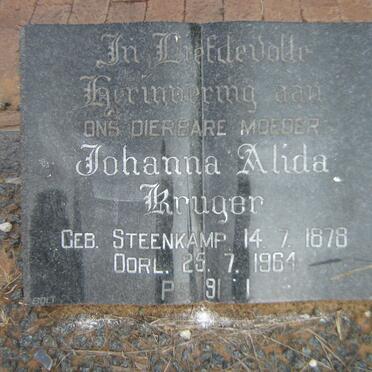 In Liefdevolle
Herinnering aan
ONS DIERBARE MOEDER
Johanna Alida
Kruger
GEB. STEENKAMP 14. 7. 1878
OORL. 25. 7. 1964
P 91